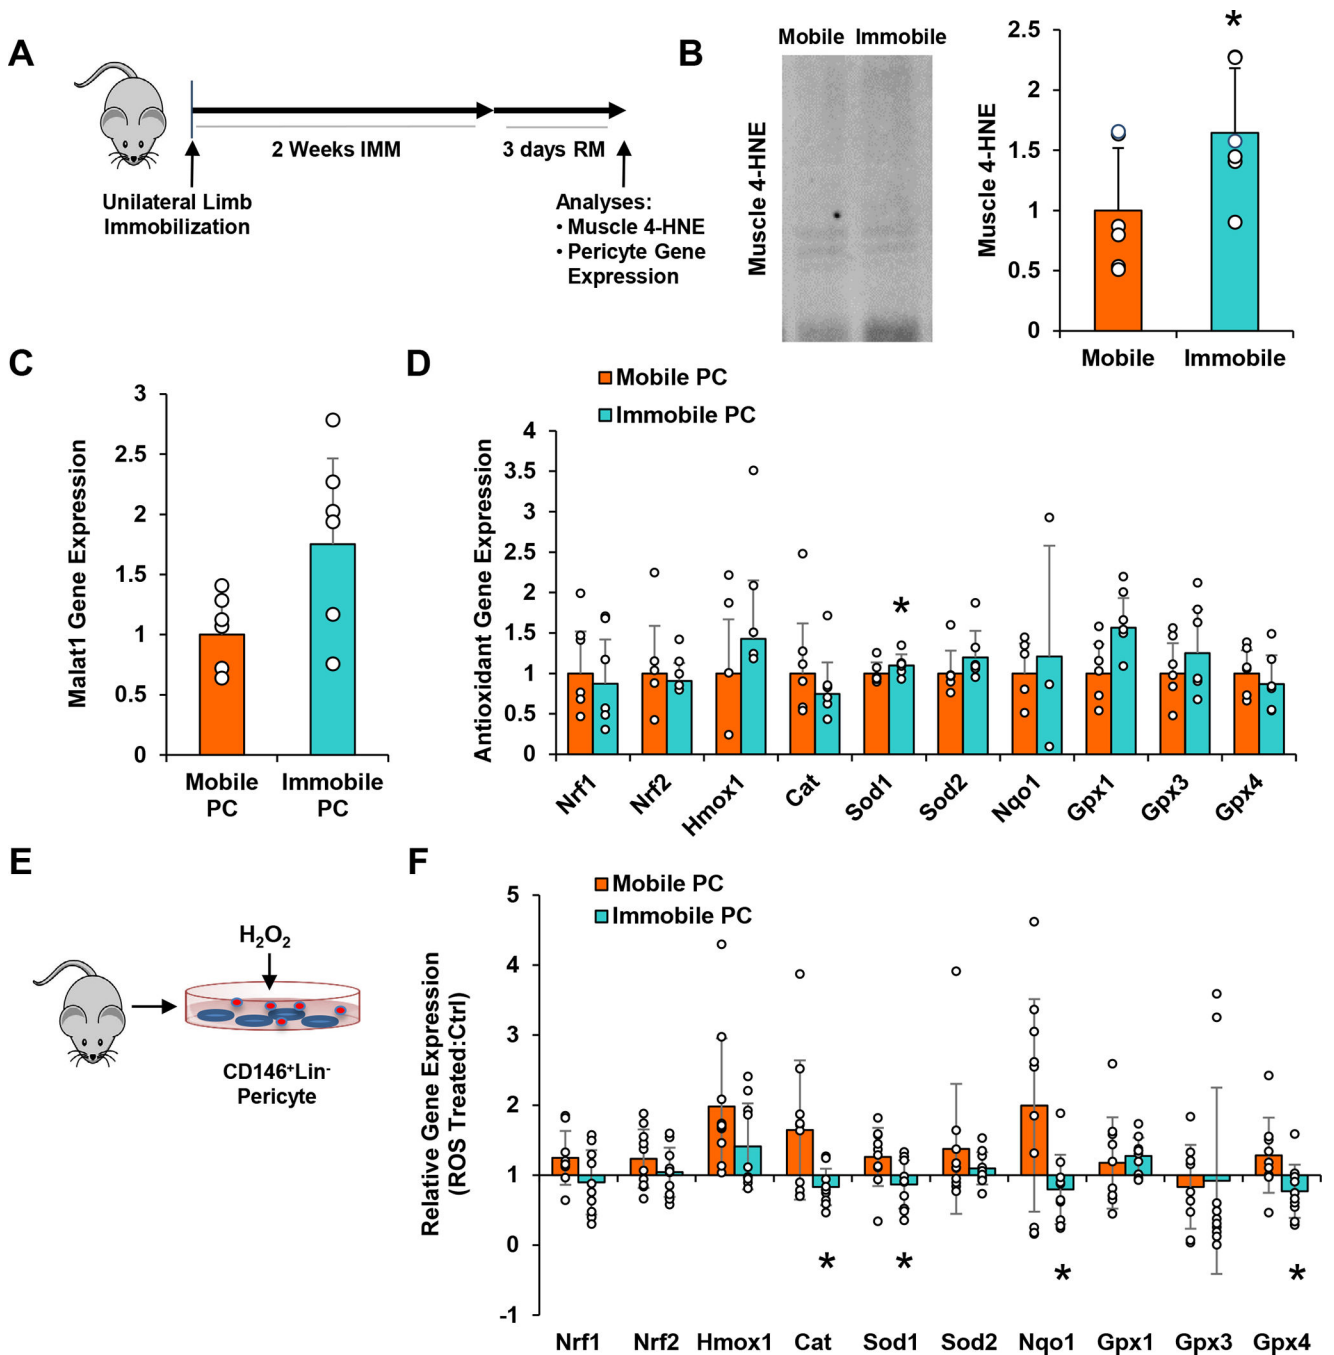 A
2 Weeks IMM
3 days RM
Unilateral Limb
Immobilization
Analyses:
• Muscle 4-HNE
• Pericyte Gene
Expression
B
Mobile Immobile
Muscle 4-HNE
*
Muscle 4-HNE
2.5
2
1.5
1
0.5
0
Mobile Immobile
C
Malat1 Gene Expression
3
2.5
2
1.5
1
0.5
0
Mobile PC
Immobile PC
D
Mobile PC
Immobile PC
Antioxidant Gene Expression
4
3.5
3
2.5
2
1.5
1
0.5
0
*
Nrf1 Nrf2 Hmox1 Cat Sod1 Sod2 Nqo1 Gpx1 Gpx3 Gpx4
E
H₂O₂
CD146⁺Lin⁻
Pericyte
F
Mobile PC
Immobile PC
Relative Gene Expression
(ROS Treated:Ctrl)
5
4
3
2
1
0
-1
* * * *
Nrf1 Nrf2 Hmox1 Cat Sod1 Sod2 Nqo1 Gpx1 Gpx3 Gpx4